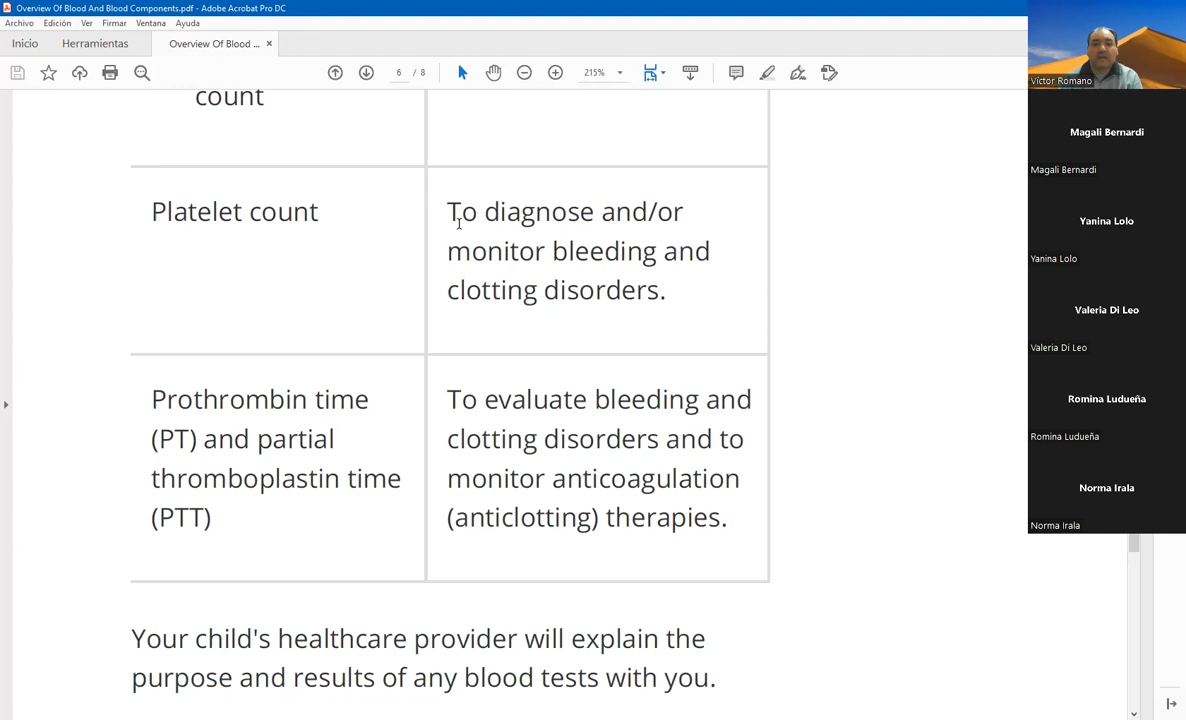 Overview Of Blood And Blood Components.pdf - Adobe Acrobat Pro DC
Archivo Edición Ver Firmar Ventana Ayuda
Inicio Herramientas Overview Of Blood ... ×
6 / 8 215%
count
Platelet count
To diagnose and/or
monitor bleeding and
clotting disorders.
Prothrombin time
(PT) and partial
thromboplastin time
(PTT)
To evaluate bleeding and
clotting disorders and to
monitor anticoagulation
(anticlotting) therapies.
Your child's healthcare provider will explain the
purpose and results of any blood tests with you.
Víctor Romano
Magali Bernardi
Magali Bernardi
Yanina Lolo
Yanina Lolo
Valeria Di Leo
Valeria Di Leo
Romina Ludueña
Romina Ludueña
Norma Irala
Norma Irala